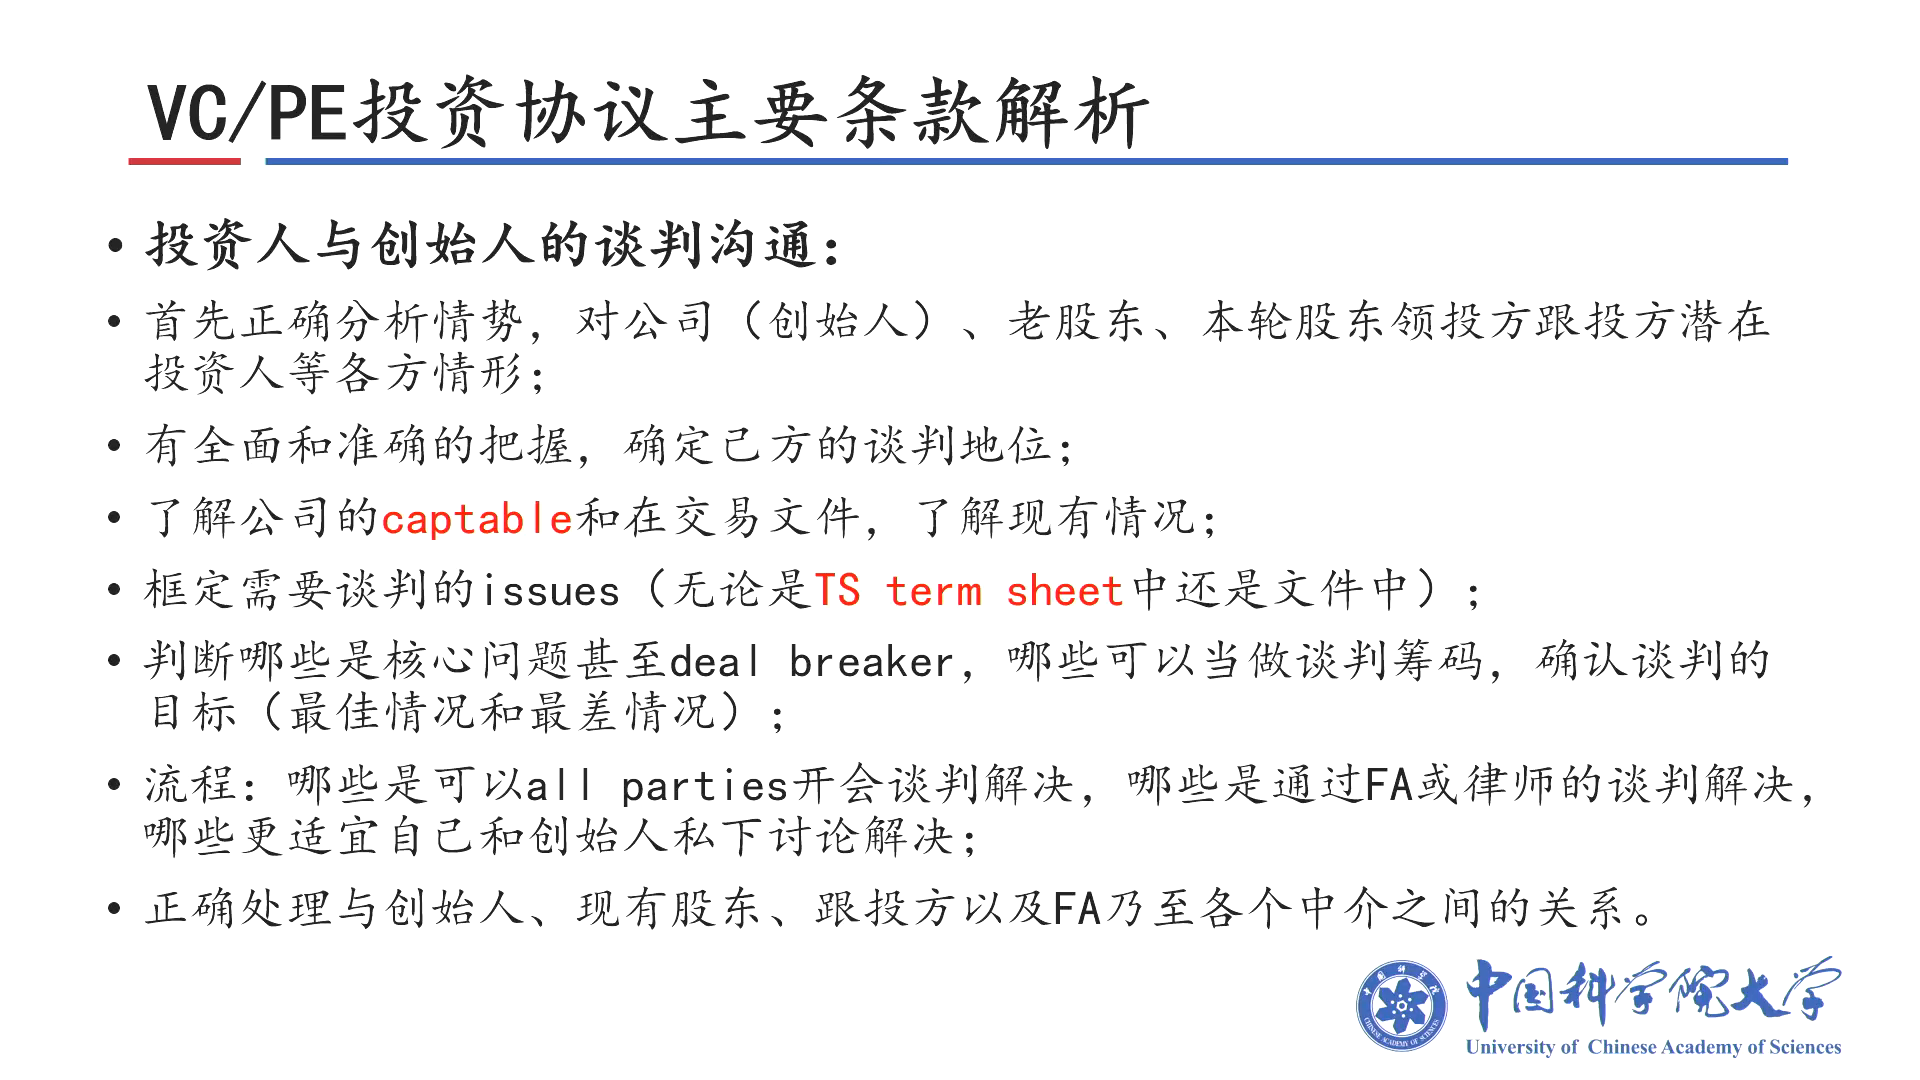 VC/PE投资协议主要条款解析
• 投资人与创始人的谈判沟通：
• 首先正确分析情势，对公司（创始人）、老股东、本轮股东领投方跟投方潜在
投资人等各方情形；
• 有全面和准确的把握，确定己方的谈判地位；
• 了解公司的captable和在交易文件，了解现有情况；
• 框定需要谈判的issues（无论是TS term sheet中还是文件中）；
• 判断哪些是核心问题甚至deal breaker，哪些可以当做谈判筹码，确认谈判的
目标（最佳情况和最差情况）；
• 流程：哪些是可以all parties开会谈判解决，哪些是通过FA或律师的谈判解决，
哪些更适宜自己和创始人私下讨论解决；
• 正确处理与创始人、现有股东、跟投方以及FA乃至各个中介之间的关系。
中国科学院
CHINESE ACADEMY OF SCIENCES
中国科学院大学
University of Chinese Academy of Sciences